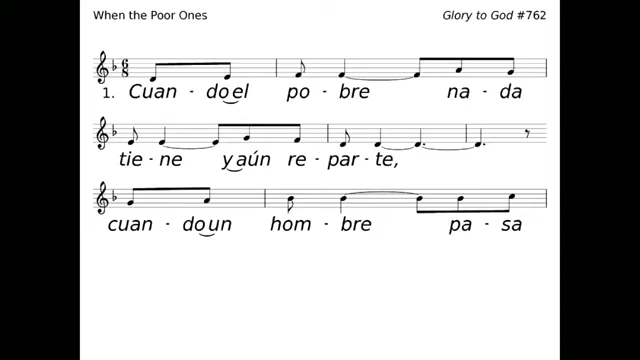 When the Poor Ones
Glory to God #762
1. Cuan - do el po - bre na - da
tie - ne y aún re - par - te,
cuan - do un hom - bre pa - sa